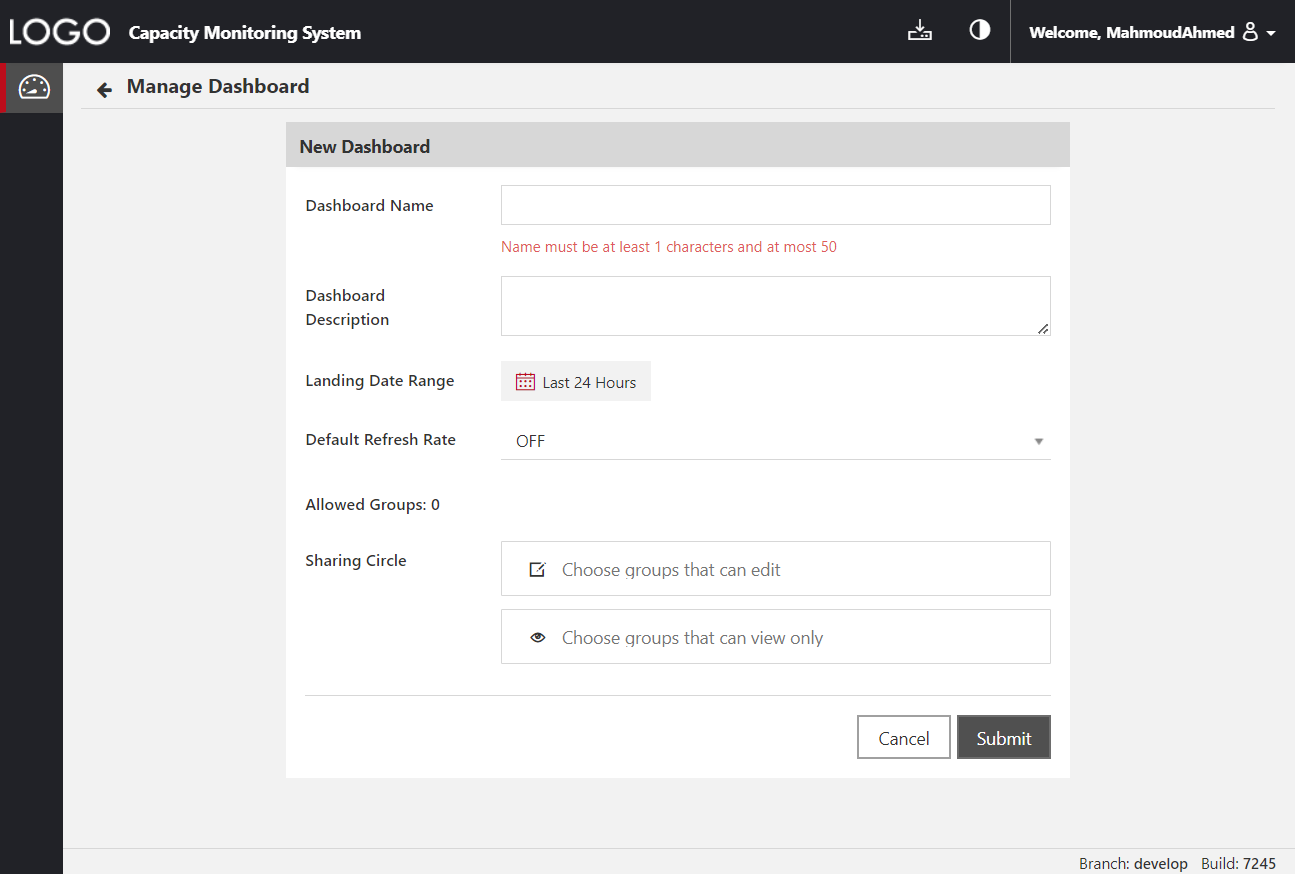 LOGO Capacity Monitoring System Welcome, MahmoudAhmed
Manage Dashboard
New Dashboard
Dashboard Name
Name must be at least 1 characters and at most 50
Dashboard
Description
Landing Date Range Last 24 Hours
Default Refresh Rate OFF
Allowed Groups: 0
Sharing Circle Choose groups that can edit
Choose groups that can view only
Cancel Submit
Branch: develop Build: 7245